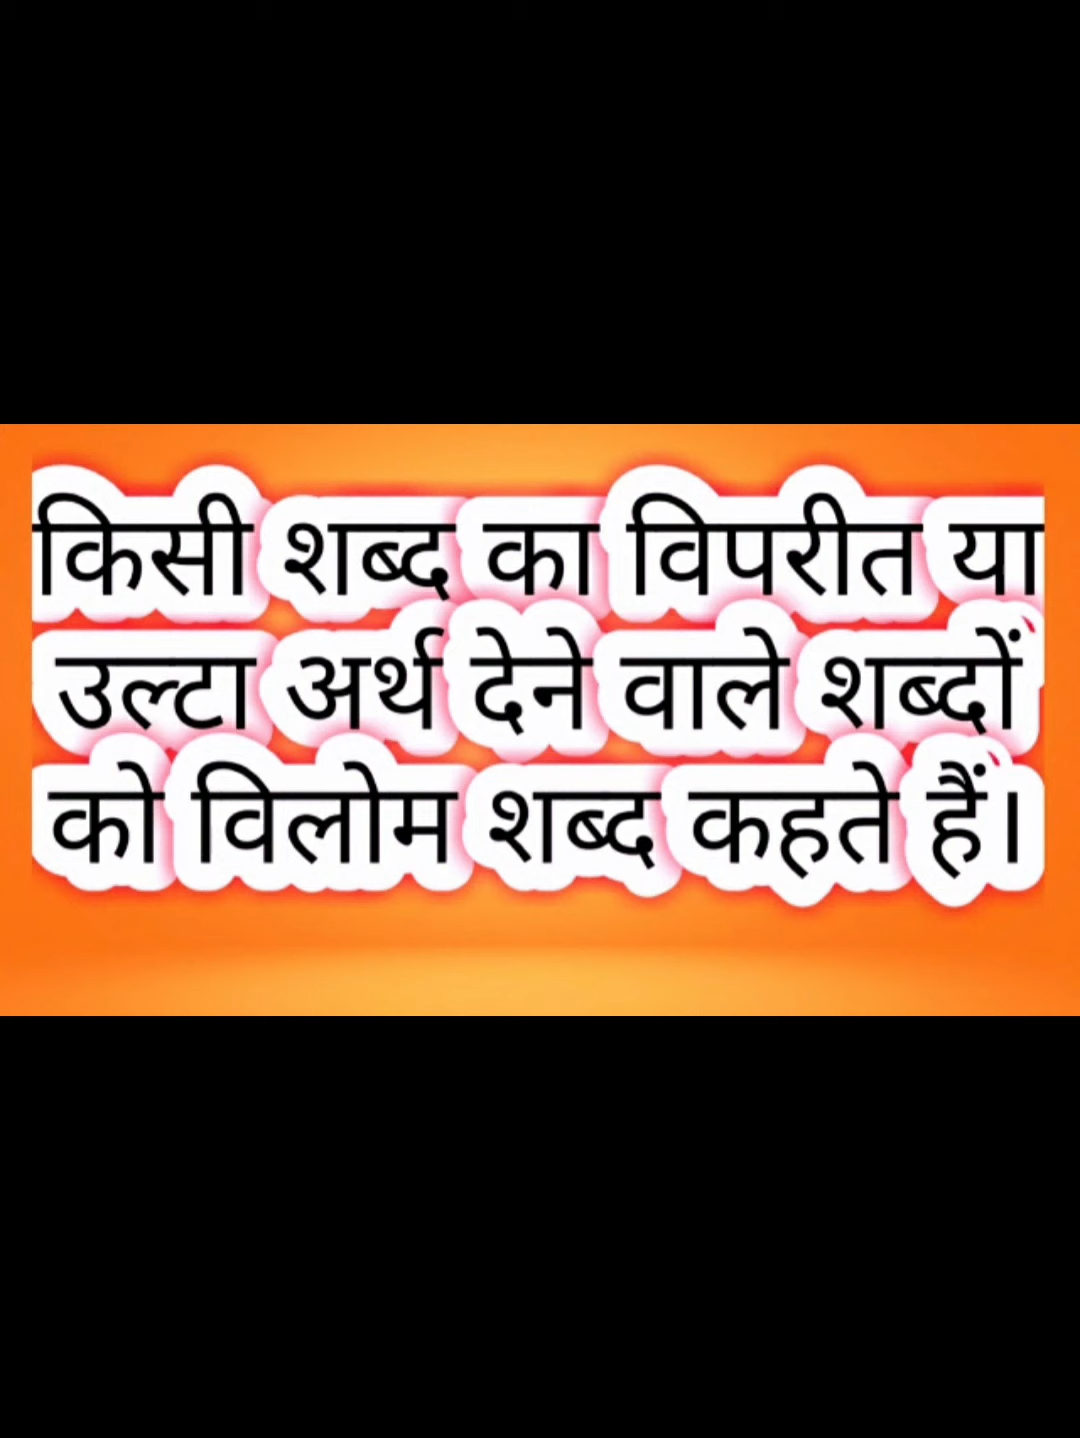 किसी शब्द का विपरीत या
उल्टा अर्थ देने वाले शब्दों
को विलोम शब्द कहते हैं।